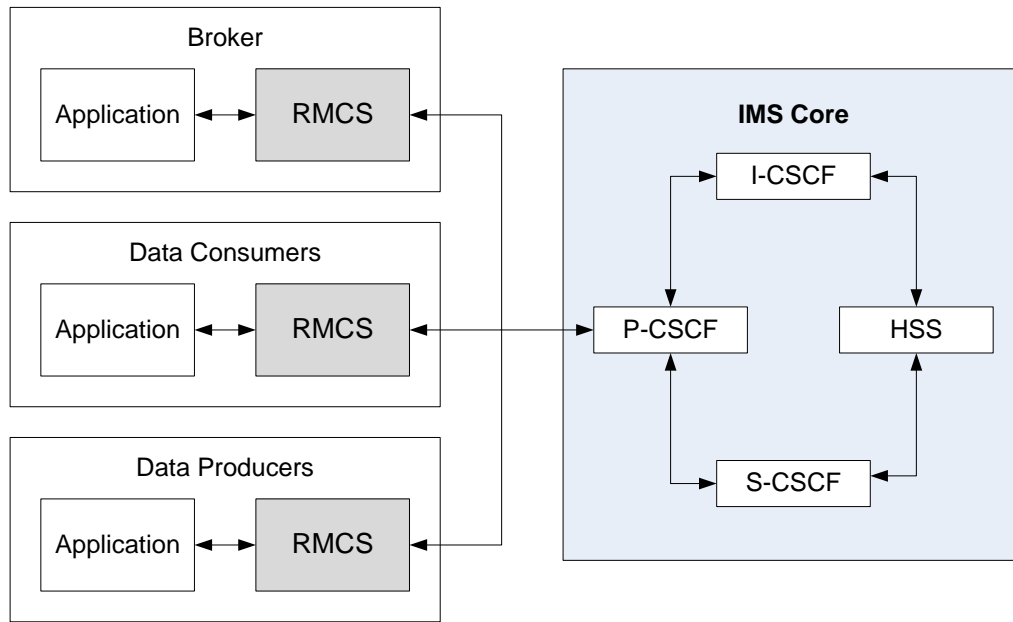 Broker
Application
RMCS
Data Consumers
Application
RMCS
Data Producers
Application
RMCS
IMS Core
I-CSCF
P-CSCF
HSS
S-CSCF